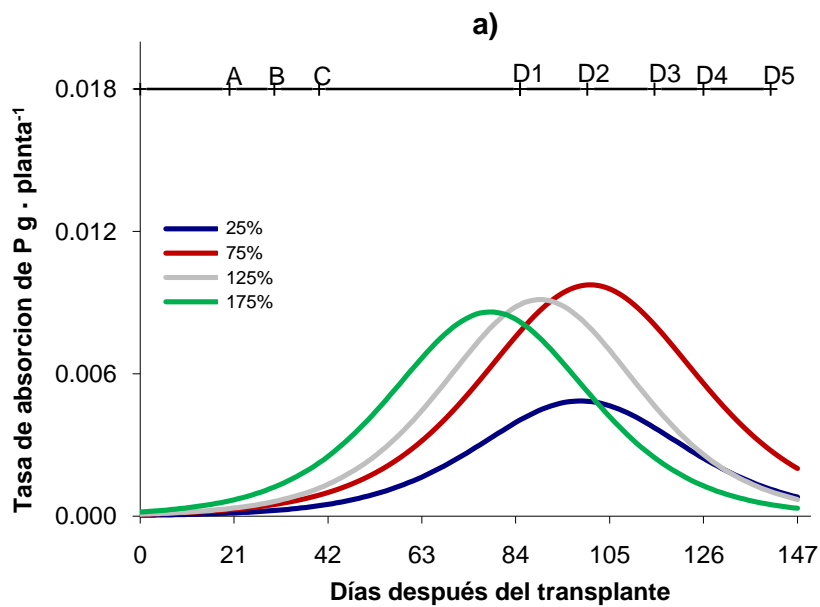 a)
A B C D1 D2 D3 D4 D5
0.018
0.012
0.006
0.000
Tasa de absorcion de P g · planta-1
25%
75%
125%
175%
0 21 42 63 84 105 126 147
Días después del transplante